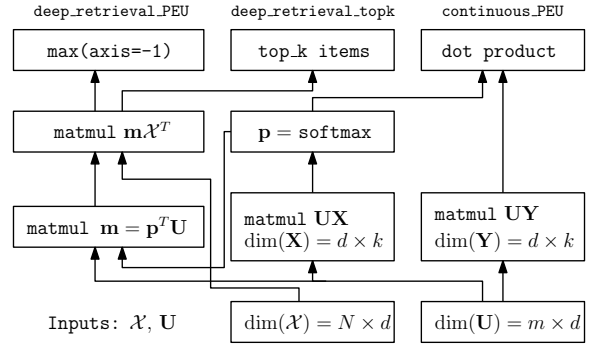 deep_retrieval_PEU
deep_retrieval_topk
continuous_PEU
max(axis=-1)
top_k items
dot product
matmul m𝒳^T
p = softmax
matmul m = p^T U
matmul UX
dim(X) = d × k
matmul UY
dim(Y) = d × k
Inputs: 𝒳, U
dim(𝒳) = N × d
dim(U) = m × d